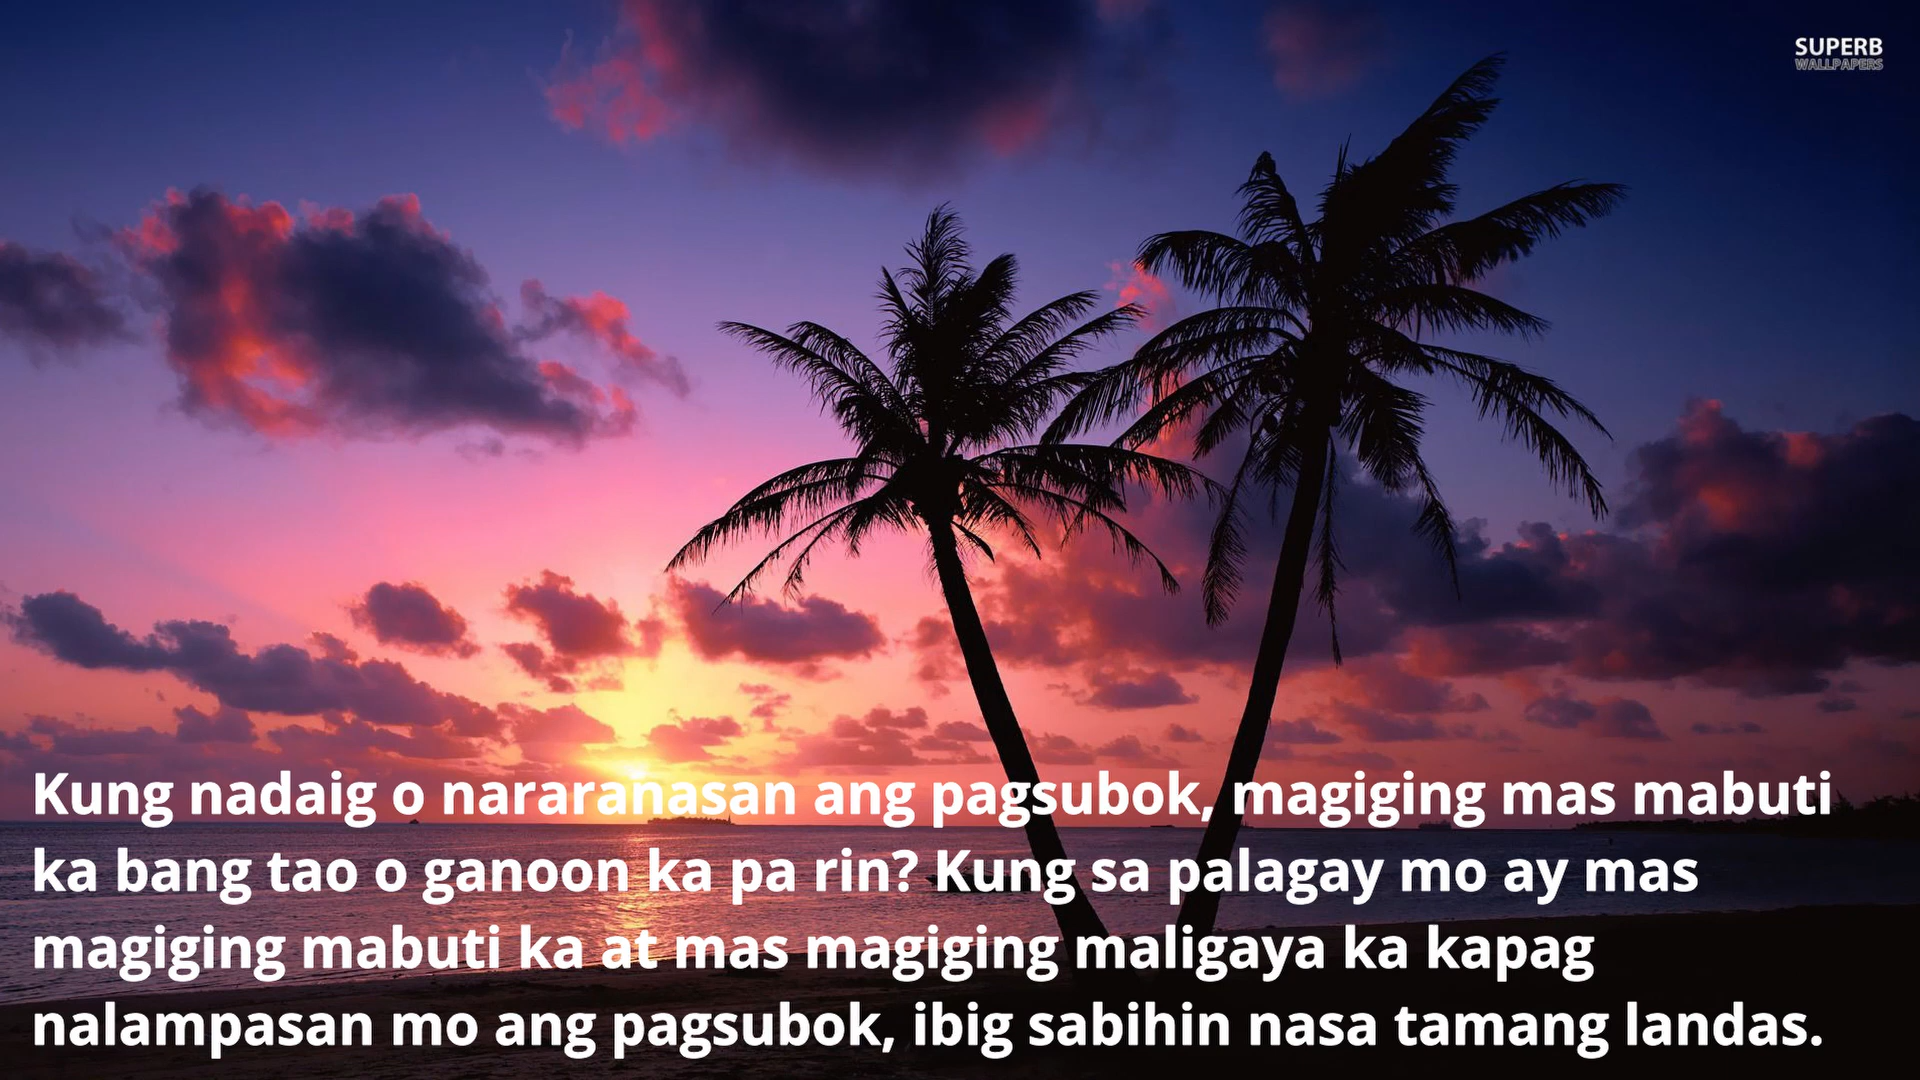 SUPERB
WALLPAPERS
Kung nadaig o nararanasan ang pagsubok, magiging mas mabuti
ka bang tao o ganoon ka pa rin? Kung sa palagay mo ay mas
magiging mabuti ka at mas magiging maligaya ka kapag
nalampasan mo ang pagsubok, ibig sabihin nasa tamang landas.